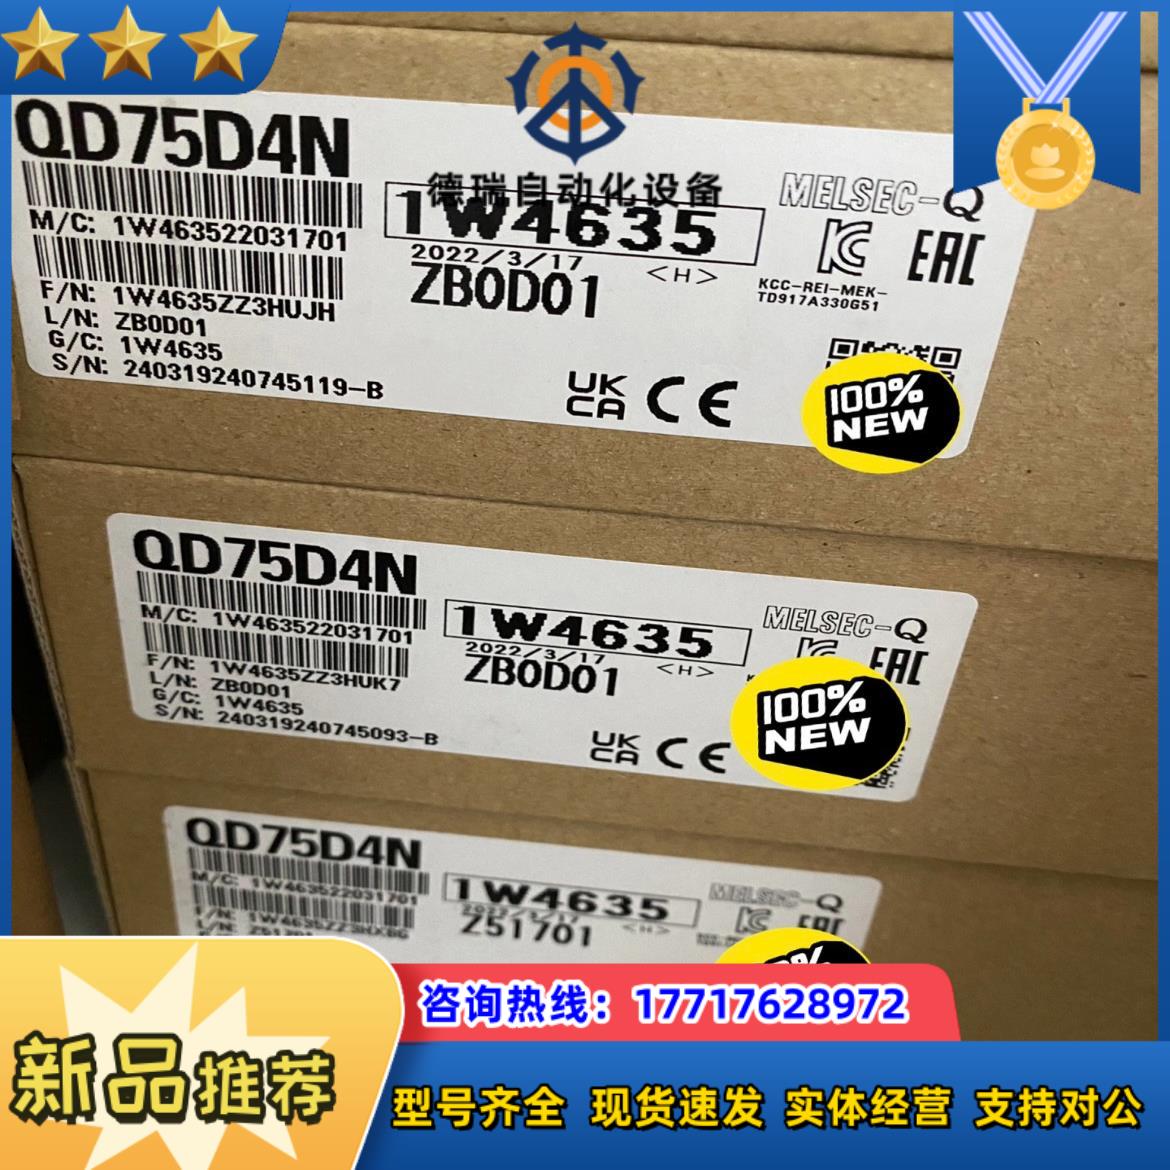 德瑞自动化设备
QD75D4N
M/C: 1W463522031701
F/N: 1W4635ZZ3HUJH
L/N: ZB0D01
G/C: 1W4635
S/N: 240319240745119-B
1W4635
2022/3/17
<H>
ZB0D01
MELSEC-Q
EAC
KCC-REI-MEK-
TD917A330G51
UK
CA
CE
100%
NEW
QD75D4N
M/C: 1W463522031701
F/N: 1W4635ZZ3HUK7
L/N: ZB0D01
G/C: 1W4635
S/N: 240319240745093-B
1W4635
2022/3/17
<H>
ZB0D01
MELSEC-Q
EAC
UK
CA
CE
100%
NEW
QD75D4N
M/C: 1W463522031701
1W4635
<H>
Z51701
MELSEC-Q
咨询热线：17717628972
新品推荐
型号齐全 现货速发 实体经营 支持对公